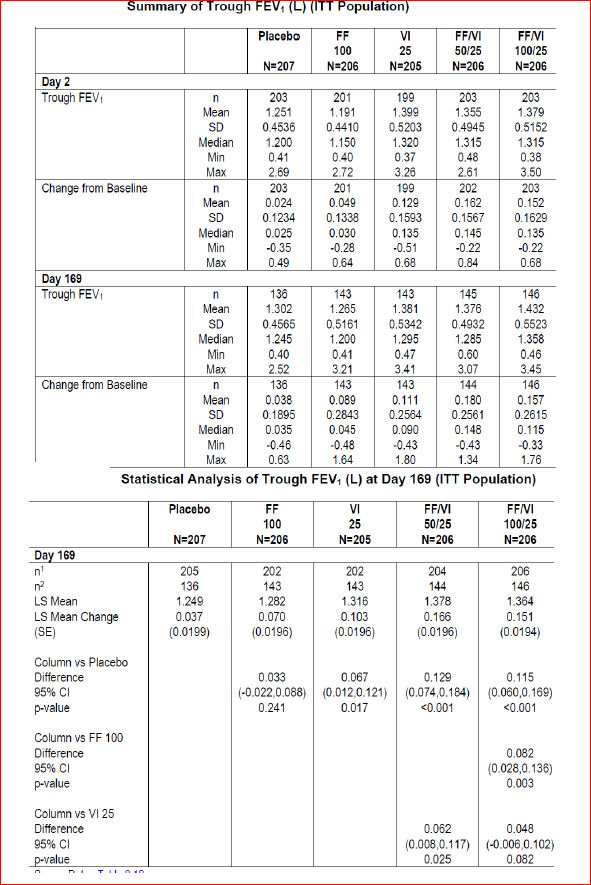 Summary of Trough FEV₁ (L) (ITT Population)
Placebo FF VI FF/VI FF/VI
100 25 50/25 100/25
N=207 N=206 N=205 N=206 N=206
Day 2
Trough FEV₁ n 203 201 199 203 203
Mean 1.251 1.191 1.399 1.355 1.379
SD 0.4536 0.4410 0.5203 0.4945 0.5152
Median 1.200 1.150 1.320 1.315 1.315
Min 0.41 0.40 0.37 0.48 0.38
Max 2.69 2.72 3.26 2.61 3.50
Change from Baseline n 203 201 199 202 203
Mean 0.024 0.049 0.129 0.162 0.152
SD 0.1234 0.1338 0.1593 0.1567 0.1629
Median 0.025 0.030 0.135 0.145 0.135
Min -0.35 -0.28 -0.51 -0.22 -0.22
Max 0.49 0.64 0.68 0.84 0.68
Day 169
Trough FEV₁ n 136 143 143 145 146
Mean 1.302 1.265 1.381 1.376 1.432
SD 0.4565 0.5161 0.5342 0.4932 0.5523
Median 1.245 1.200 1.295 1.285 1.358
Min 0.40 0.41 0.47 0.60 0.46
Max 2.52 3.21 3.41 3.07 3.45
Change from Baseline n 136 143 143 144 146
Mean 0.038 0.089 0.111 0.180 0.157
SD 0.1895 0.2843 0.2564 0.2561 0.2615
Median 0.035 0.045 0.090 0.148 0.115
Min -0.46 -0.48 -0.43 -0.43 -0.33
Max 0.63 1.64 1.80 1.34 1.76
Statistical Analysis of Trough FEV₁ (L) at Day 169 (ITT Population)
Placebo FF VI FF/VI FF/VI
100 25 50/25 100/25
N=207 N=206 N=205 N=206 N=206
Day 169
n¹ 205 202 202 204 206
n² 136 143 143 144 146
LS Mean 1.249 1.282 1.316 1.378 1.364
LS Mean Change 0.037 0.070 0.103 0.166 0.151
(SE) (0.0199) (0.0196) (0.0196) (0.0196) (0.0194)
Column vs Placebo
Difference 0.033 0.067 0.129 0.115
95% CI (-0.022,0.088) (0.012,0.121) (0.074,0.184) (0.060,0.169)
p-value 0.241 0.017 <0.001 <0.001
Column vs FF 100
Difference 0.082
95% CI (0.028,0.136)
p-value 0.003
Column vs VI 25
Difference 0.062 0.048
95% CI (0.008,0.117) (-0.006,0.102)
p-value 0.025 0.082